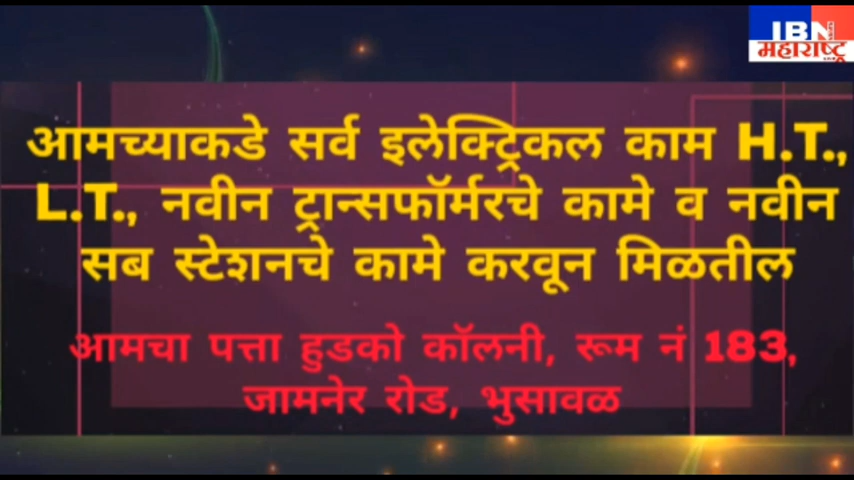 IBN
महाराष्ट्र
आमच्याकडे सर्व इलेक्ट्रिकल काम H.T.,
L.T., नवीन ट्रान्सफॉर्मरचे कामे व नवीन
सब स्टेशनचे कामे करवून मिळतील
आमचा पत्ता हुडको कॉलनी, रूम नं 183,
जामनेर रोड, भुसावळ